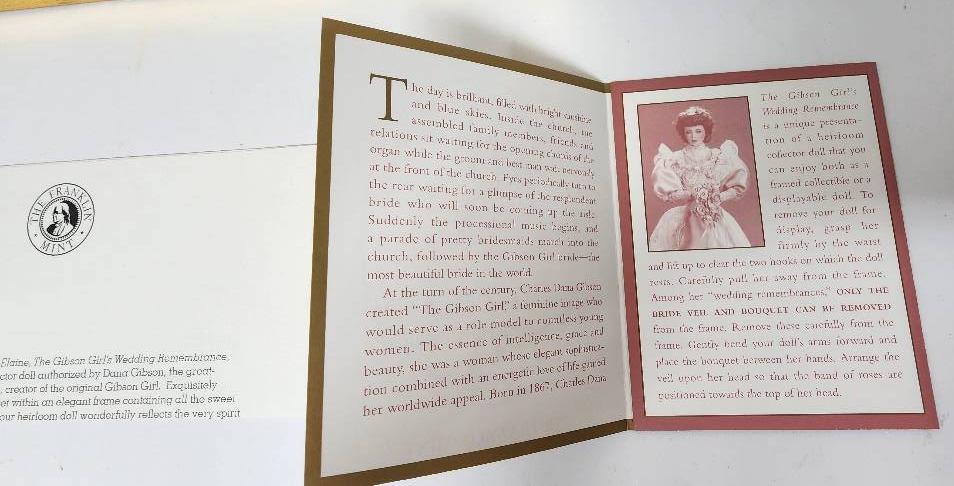 THE FRANKLIN MINT
Elaine, The Gibson Girl's Wedding Remembrance,
ctor doll authorized by Dana Gibson, the great-
, creator of the original Gibson Girl. Exquisitely
et within an elegant frame containing all the sweet
our heirloom doll wonderfully reflects the very spirit
The day is brilliant, filled with bright sunshine
and blue skies. Inside the church, the
assembled family members, friends and
relations sit waiting for the opening chords of the
organ while the groom and best man wait nervously
at the front of the church. Eyes periodically turn to
the rear waiting for a glimpse of the resplendent
bride who will soon be coming up the aisle.
Suddenly the processional music begins, and
a parade of pretty bridesmaids march into the
church, followed by the Gibson Girl bride—the
most beautiful bride in the world.
At the turn of the century, Charles Dana Gibson
created "The Gibson Girl," a feminine image who
would serve as a role model to countless young
women. The essence of intelligence, grace and
beauty, she was a woman whose elegant sophistica-
tion combined with an energetic love of life gained
her worldwide appeal. Born in 1867, Charles Dana
The Gibson Girl's
Wedding Remembrance
is a unique presenta-
tion of a heirloom
collector doll that you
can enjoy both as a
framed collectible or a
displayable doll. To
remove your doll for
display, grasp her
firmly by the waist
and lift up to clear the two hooks on which the doll
rests. Carefully pull her away from the frame.
Among her "wedding remembrances," ONLY THE
BRIDE VEIL AND BOUQUET CAN BE REMOVED
from the frame. Remove these carefully from the
frame. Gently bend your doll's arms forward and
place the bouquet between her hands. Arrange the
veil upon her head so that the band of roses are
positioned towards the top of her head.